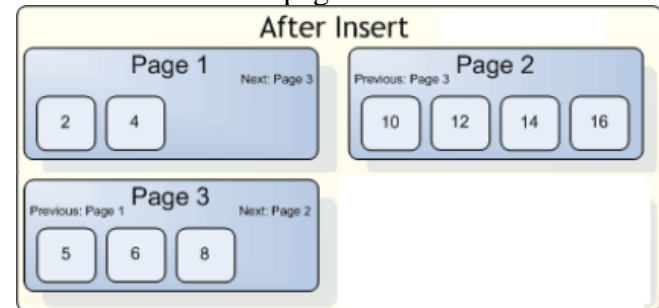 After Insert
Page 1
Next: Page 3
2 4
Page 2
Previous: Page 3
10 12 14 16
Page 3
Previous: Page 1
Next: Page 2
5 6 8